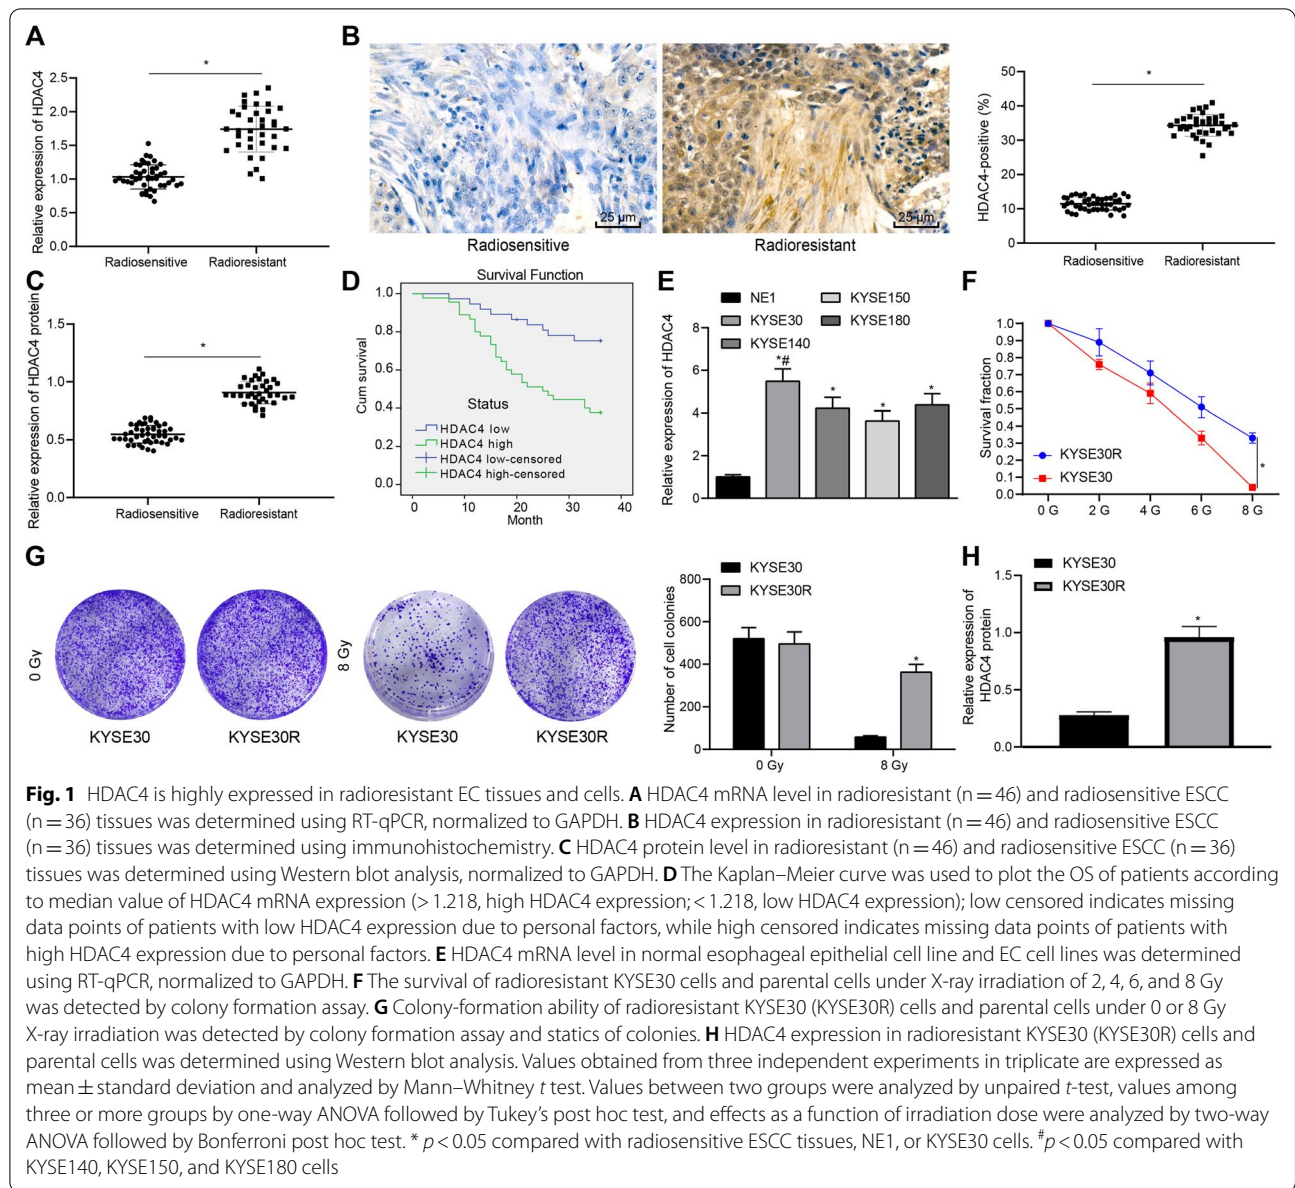 A
Relative expression of HDAC4
2.5
2.0
1.5
1.0
0.5
0.0
*
Radiosensitive
Radioresistant
B
25 μm
25 μm
Radiosensitive
Radioresistant
HDAC4-positive (%)
50
40
30
20
10
0
*
Radiosensitive
Radioresistant
C
Relative expression of HDAC4 protein
1.5
1.0
0.5
0.0
*
Radiosensitive
Radioresistant
D
Survival Function
Cum survival
1.0
0.8
0.6
0.4
0.2
0.0
Status
HDAC4 low
HDAC4 high
HDAC4 low-censored
HDAC4 high-censored
0 10 20 30 40
Month
E
NE1
KYSE30
KYSE140
KYSE150
KYSE180
Relative expression of HDAC4
8
6
4
2
0
*#
*
*
*
F
Survival fraction
1.0
0.9
0.8
0.7
0.6
0.5
0.4
0.3
0.2
0.1
0.0
KYSE30R
KYSE30
*
0 G 2 G 4 G 6 G 8 G
G
0 Gy
KYSE30
KYSE30R
8 Gy
KYSE30
KYSE30R
KYSE30
KYSE30R
Number of cell colonies
800
600
400
200
0
*
0 Gy
8 Gy
H
KYSE30
KYSE30R
Relative expression of
HDAC4 protein
1.5
1.0
0.5
0.0
*
Fig. 1 HDAC4 is highly expressed in radioresistant EC tissues and cells. A HDAC4 mRNA level in radioresistant (n = 46) and radiosensitive ESCC
(n = 36) tissues was determined using RT-qPCR, normalized to GAPDH. B HDAC4 expression in radioresistant (n = 46) and radiosensitive ESCC
(n = 36) tissues was determined using immunohistochemistry. C HDAC4 protein level in radioresistant (n = 46) and radiosensitive ESCC (n = 36)
tissues was determined using Western blot analysis, normalized to GAPDH. D The Kaplan–Meier curve was used to plot the OS of patients according
to median value of HDAC4 mRNA expression (> 1.218, high HDAC4 expression; < 1.218, low HDAC4 expression); low censored indicates missing
data points of patients with low HDAC4 expression due to personal factors, while high censored indicates missing data points of patients with
high HDAC4 expression due to personal factors. E HDAC4 mRNA level in normal esophageal epithelial cell line and EC cell lines was determined
using RT-qPCR, normalized to GAPDH. F The survival of radioresistant KYSE30 cells and parental cells under X-ray irradiation of 2, 4, 6, and 8 Gy
was detected by colony formation assay. G Colony-formation ability of radioresistant KYSE30 (KYSE30R) cells and parental cells under 0 or 8 Gy
X-ray irradiation was detected by colony formation assay and statics of colonies. H HDAC4 expression in radioresistant KYSE30 (KYSE30R) cells and
parental cells was determined using Western blot analysis. Values obtained from three independent experiments in triplicate are expressed as
mean ± standard deviation and analyzed by Mann–Whitney t test. Values between two groups were analyzed by unpaired t-test, values among
three or more groups by one-way ANOVA followed by Tukey's post hoc test, and effects as a function of irradiation dose were analyzed by two-way
ANOVA followed by Bonferroni post hoc test. * p < 0.05 compared with radiosensitive ESCC tissues, NE1, or KYSE30 cells. #p < 0.05 compared with
KYSE140, KYSE150, and KYSE180 cells